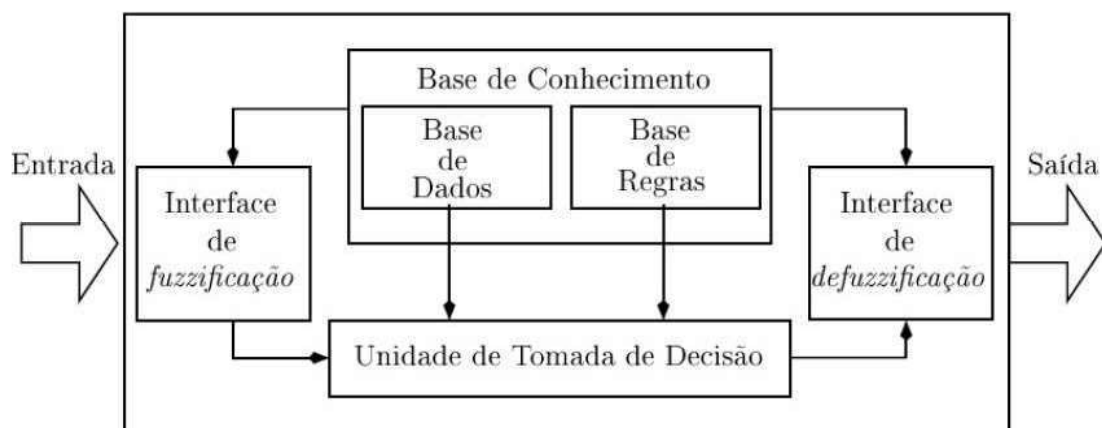 Base de Conhecimento
Base
de
Dados
Base
de
Regras
Entrada
Interface
de
fuzzificação
Saída
Interface
de
defuzzificação
Unidade de Tomada de Decisão